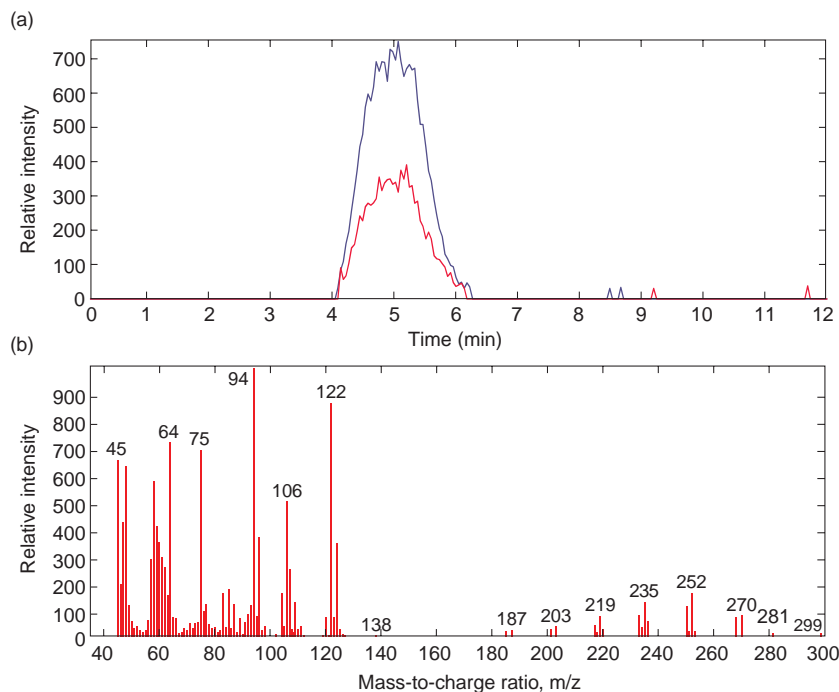 (a)
700
600
500
400
300
200
100
0
Relative intensity
0 1 2 3 4 5 6 7 8 9 10 11 12
Time (min)
(b)
900
800
700
600
500
400
300
200
100
0
Relative intensity
45 64 75 94 106 122 138 187 203 219 235 252 270 281 299
40 60 80 100 120 140 160 180 200 220 240 260 280 300
Mass-to-charge ratio, m/z